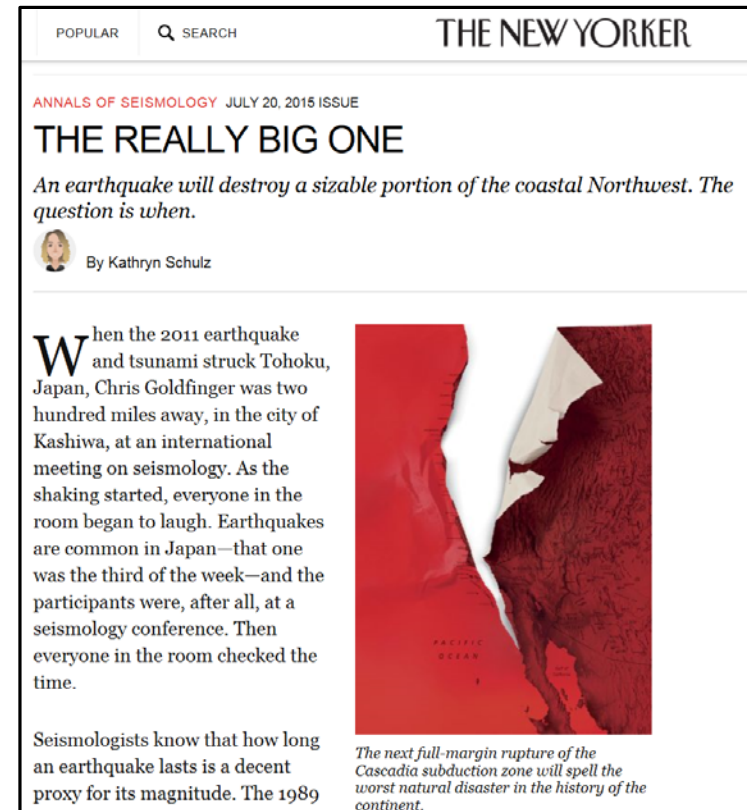 POPULAR
SEARCH
THE NEW YORKER
ANNALS OF SEISMOLOGY JULY 20, 2015 ISSUE
THE REALLY BIG ONE
An earthquake will destroy a sizable portion of the coastal Northwest. The
question is when.
By Kathryn Schulz
When the 2011 earthquake
and tsunami struck Tohoku,
Japan, Chris Goldfinger was two
hundred miles away, in the city of
Kashiwa, at an international
meeting on seismology. As the
shaking started, everyone in the
room began to laugh. Earthquakes
are common in Japan—that one
was the third of the week—and the
participants were, after all, at a
seismology conference. Then
everyone in the room checked the
time.
Seismologists know that how long
an earthquake lasts is a decent
proxy for its magnitude. The 1989
PACIFIC
OCEAN
The next full-margin rupture of the
Cascadia subduction zone will spell the
worst natural disaster in the history of the
continent.